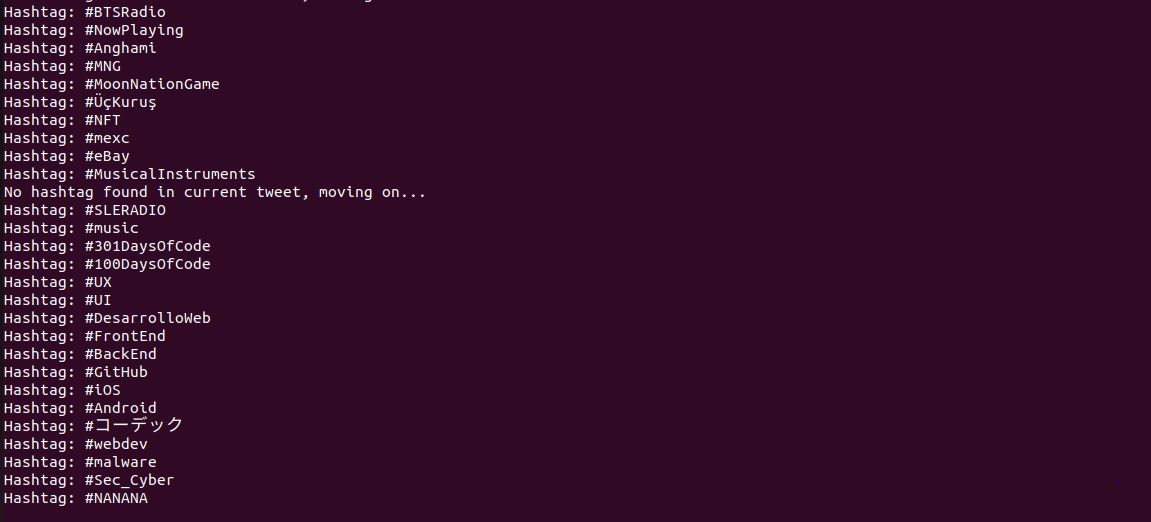 Hashtag: #BTSRadio
Hashtag: #NowPlaying
Hashtag: #Anghami
Hashtag: #MNG
Hashtag: #MoonNationGame
Hashtag: #ÜçKuruş
Hashtag: #NFT
Hashtag: #mexc
Hashtag: #eBay
Hashtag: #MusicalInstruments
No hashtag found in current tweet, moving on...
Hashtag: #SLERADIO
Hashtag: #music
Hashtag: #301DaysOfCode
Hashtag: #100DaysOfCode
Hashtag: #UX
Hashtag: #UI
Hashtag: #DesarrolloWeb
Hashtag: #FrontEnd
Hashtag: #BackEnd
Hashtag: #GitHub
Hashtag: #iOS
Hashtag: #Android
Hashtag: #コーデック
Hashtag: #webdev
Hashtag: #malware
Hashtag: #Sec_Cyber
Hashtag: #NANANA